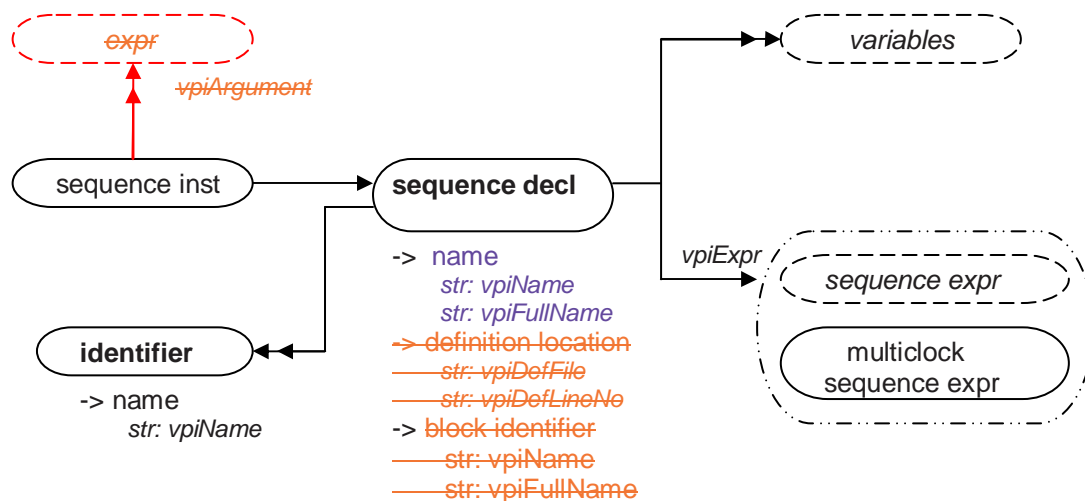 expr
variables
vpiArgument
sequence inst
sequence decl
-> name
str: vpiName
str: vpiFullName
-> definition location
str: vpiDefFile
str: vpiDefLineNo
-> block identifier
str: vpiName
str: vpiFullName
vpiExpr
sequence expr
multiclock
sequence expr
identifier
-> name
str: vpiName